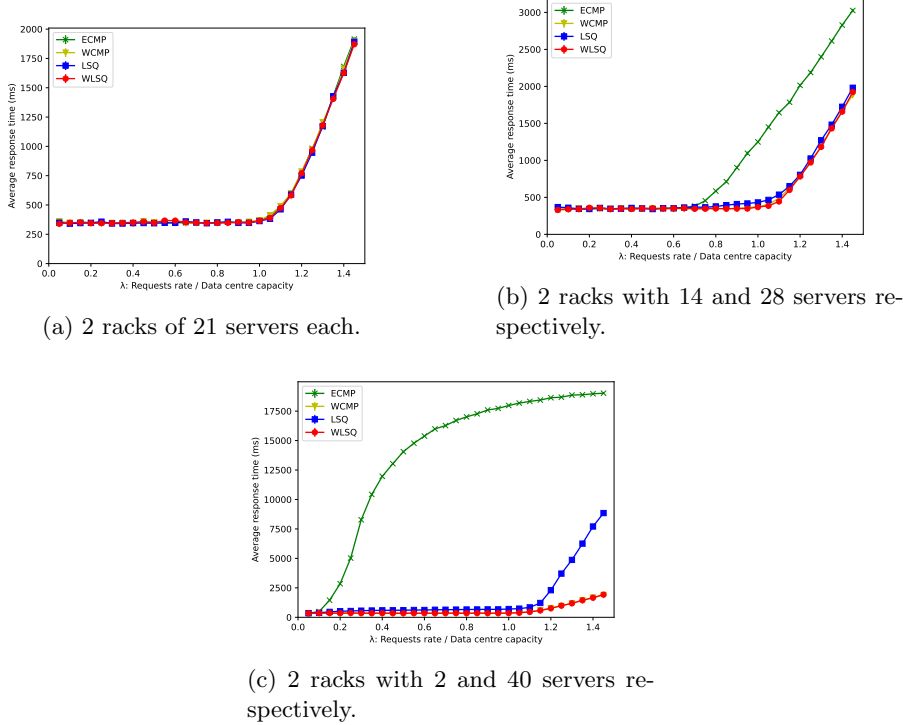 2000
1750
1500
1250
1000
750
500
250
0
Average response time (ms)
ECMP
WCMP
LSQ
WLSQ
0.0 0.2 0.4 0.6 0.8 1.0 1.2 1.4
λ: Requests rate / Data centre capacity
(a) 2 racks of 21 servers each.
3000
2500
2000
1500
1000
500
0
Average response time (ms)
ECMP
WCMP
LSQ
WLSQ
0.0 0.2 0.4 0.6 0.8 1.0 1.2 1.4
λ: Requests rate / Data centre capacity
(b) 2 racks with 14 and 28 servers re-
spectively.
17500
15000
12500
10000
7500
5000
2500
0
Average response time (ms)
ECMP
WCMP
LSQ
WLSQ
0.0 0.2 0.4 0.6 0.8 1.0 1.2 1.4
λ: Requests rate / Data centre capacity
(c) 2 racks with 2 and 40 servers re-
spectively.